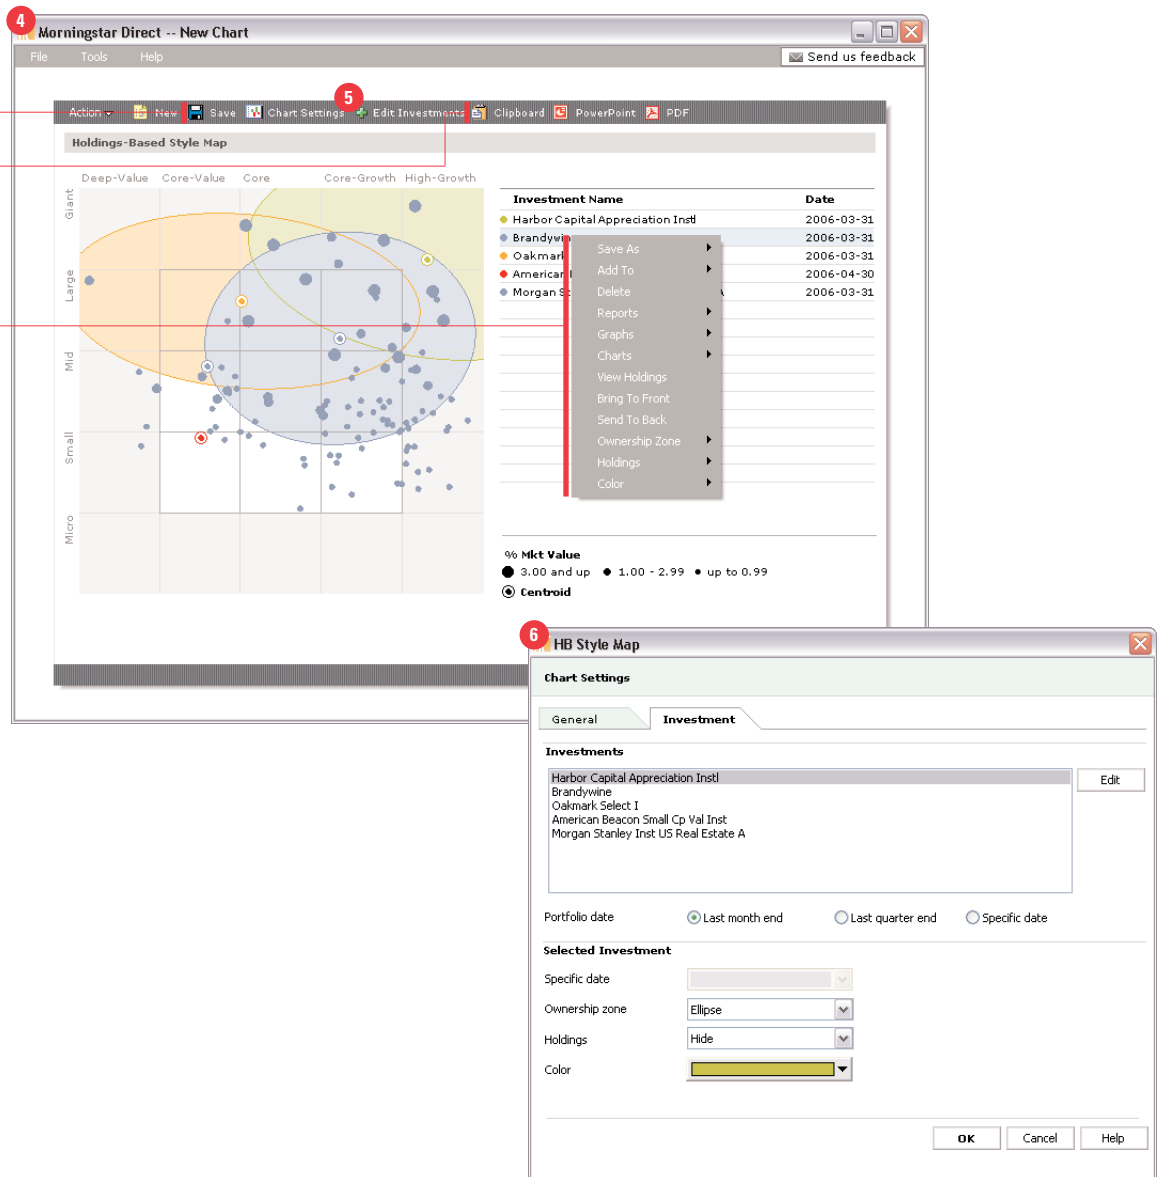 4
Morningstar Direct -- New Chart
File Tools Help
Send us feedback
5
Action New Save Chart Settings Edit Investments Clipboard PowerPoint PDF
Holdings-Based Style Map
Deep-Value Core-Value Core Core-Growth High-Growth
Giant
Large
Mid
Small
Micro
Investment Name Date
Harbor Capital Appreciation Instl 2006-03-31
2006-03-31
Oakmark 2006-03-31
American 2006-04-30
Morgan A 2006-03-31
Save As
Add To
Delete
Reports
Graphs
Charts
View Holdings
Bring To Front
Send To Back
Ownership Zone
Holdings
Color
% Mkt Value
3.00 and up 1.00 - 2.99 up to 0.99
Centroid
6
HB Style Map
Chart Settings
General Investment
Investments
Harbor Capital Appreciation Instl
Brandywine
Oakmark Select I
American Beacon Small Cp Val Inst
Morgan Stanley Inst US Real Estate A
Edit
Portfolio date Last month end Last quarter end Specific date
Selected Investment
Specific date
Ownership zone Ellipse
Holdings Hide
Color
OK Cancel Help